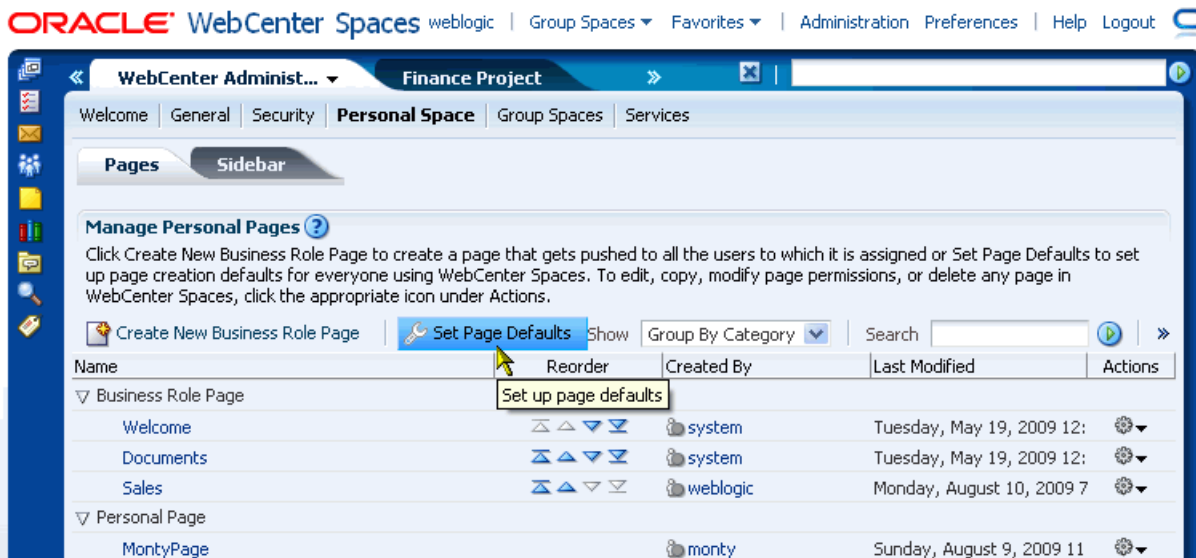 ORACLE WebCenter Spaces weblogic | Group Spaces Favorites | Administration Preferences | Help Logout
WebCenter Administ... Finance Project
Welcome | General | Security | Personal Space | Group Spaces | Services
Pages Sidebar
Manage Personal Pages ?
Click Create New Business Role Page to create a page that gets pushed to all the users to which it is assigned or Set Page Defaults to set
up page creation defaults for everyone using WebCenter Spaces. To edit, copy, modify page permissions, or delete any page in
WebCenter Spaces, click the appropriate icon under Actions.
Create New Business Role Page Set Page Defaults Show Group By Category Search
Name Reorder Created By Last Modified Actions
Set up page defaults
Business Role Page
Welcome system Tuesday, May 19, 2009 12:
Documents system Tuesday, May 19, 2009 12:
Sales weblogic Monday, August 10, 2009 7
Personal Page
MontyPage monty Sunday, August 9, 2009 11